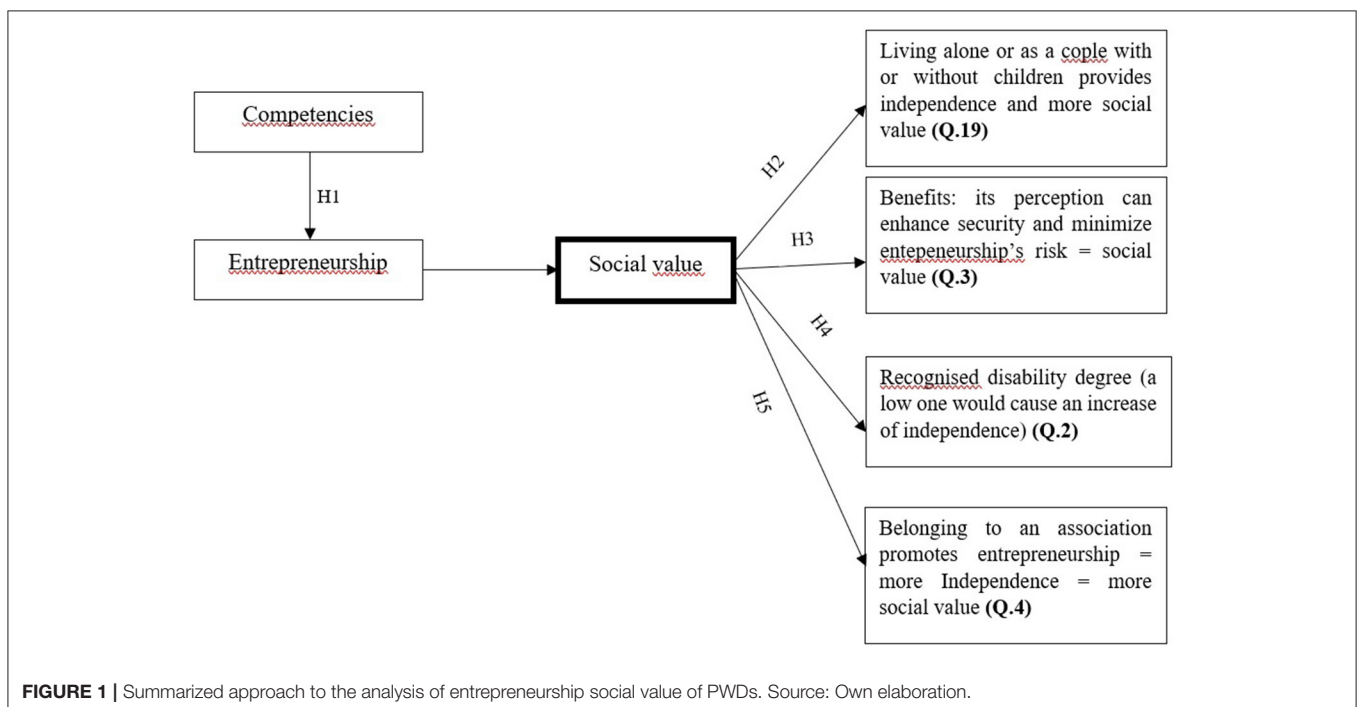 Competencies
H1
Entrepreneurship
Social value
H2
H3
H4
H5
Living alone or as a cople with
or without children provides
independence and more social
value (Q.19)
Benefits: its perception can
enhance security and minimize
entepeneurship's risk = social
value (Q.3)
Recognised disability degree (a
low one would cause an increase
of independence) (Q.2)
Belonging to an association
promotes entrepreneurship =
more Independence = more
social value (Q.4)
FIGURE 1 | Summarized approach to the analysis of entrepreneurship social value of PWDs. Source: Own elaboration.